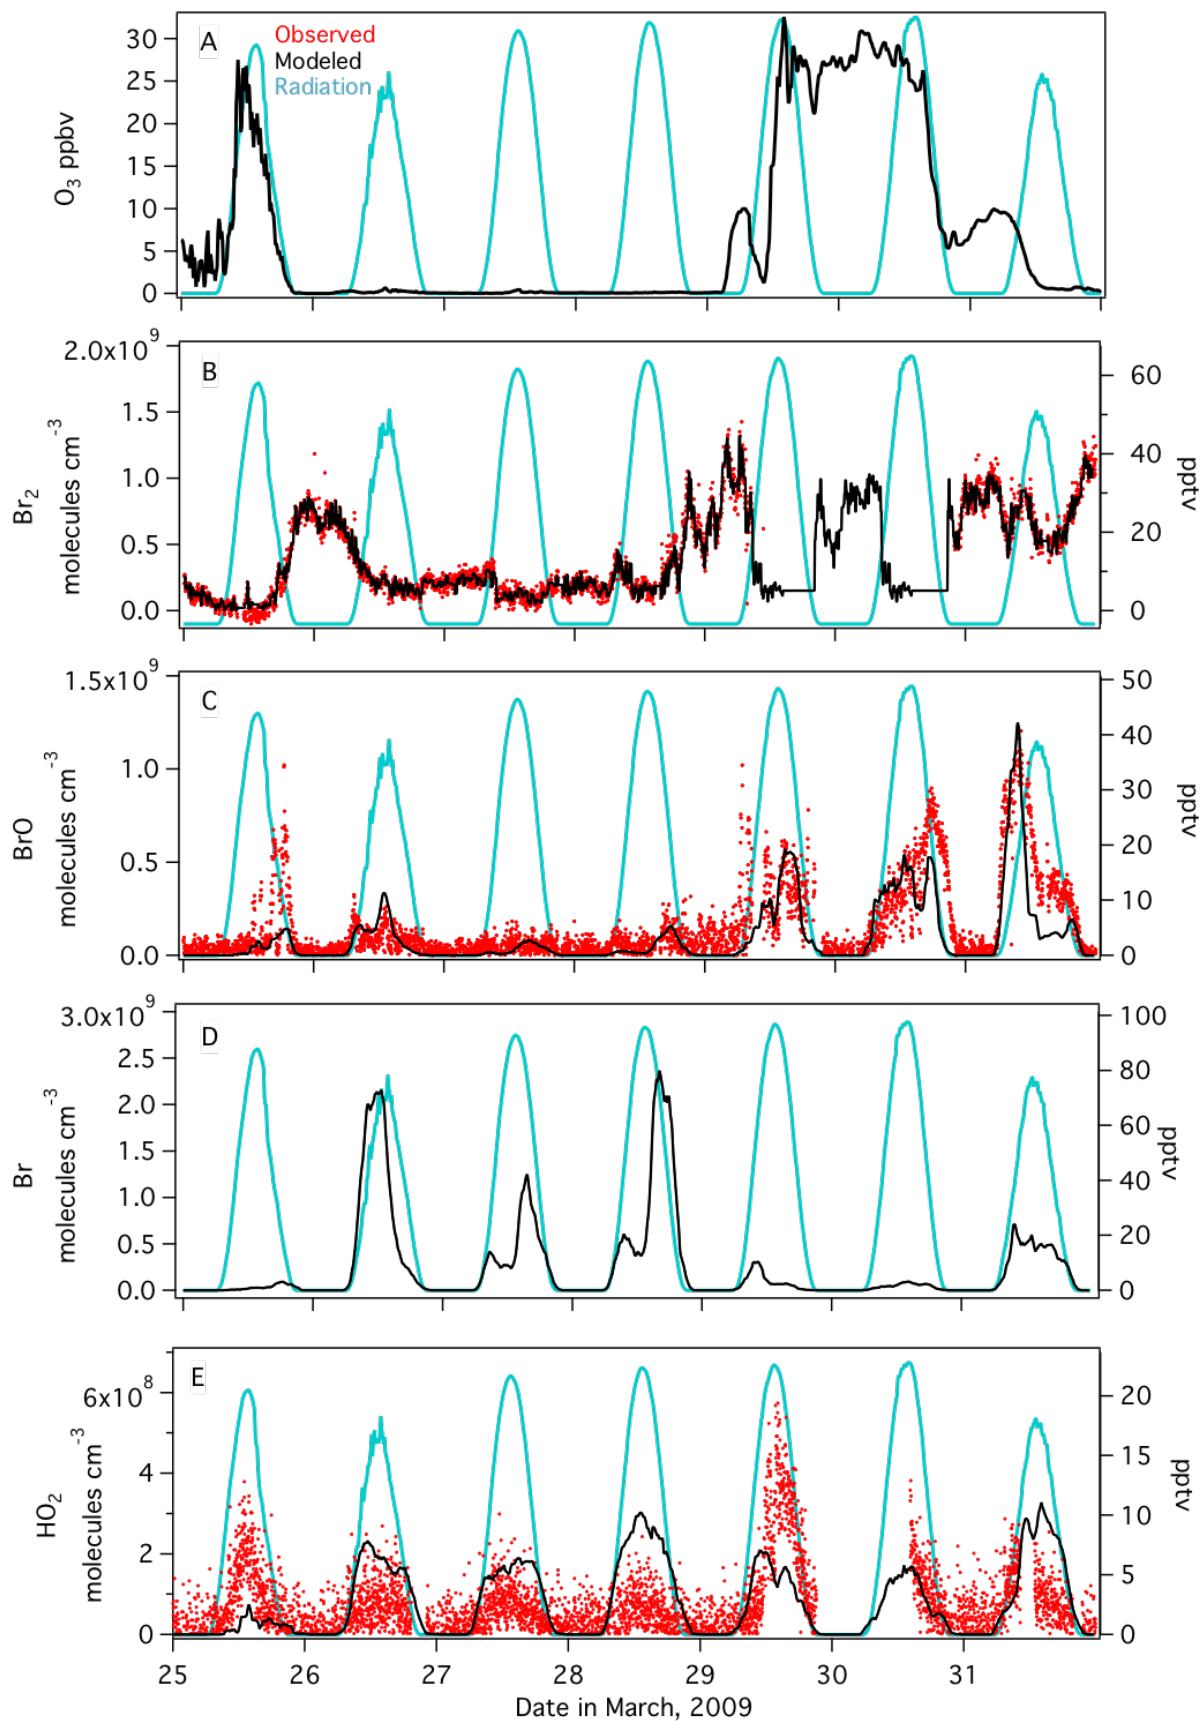 A
Observed
Modeled
Radiation
O3 ppbv
30
25
20
15
10
5
0
B
Br2
molecules cm-3
2.0x10^9
1.5
1.0
0.5
0.0
60
40
20
0
pptv
C
BrO
molecules cm-3
1.5x10^9
1.0
0.5
0.0
50
40
30
20
10
0
pptv
D
Br
molecules cm-3
3.0x10^9
2.5
2.0
1.5
1.0
0.5
0.0
100
80
60
40
20
0
pptv
E
HO2
molecules cm-3
6x10^8
4
2
0
20
15
10
5
0
pptv
25 26 27 28 29 30 31
Date in March, 2009